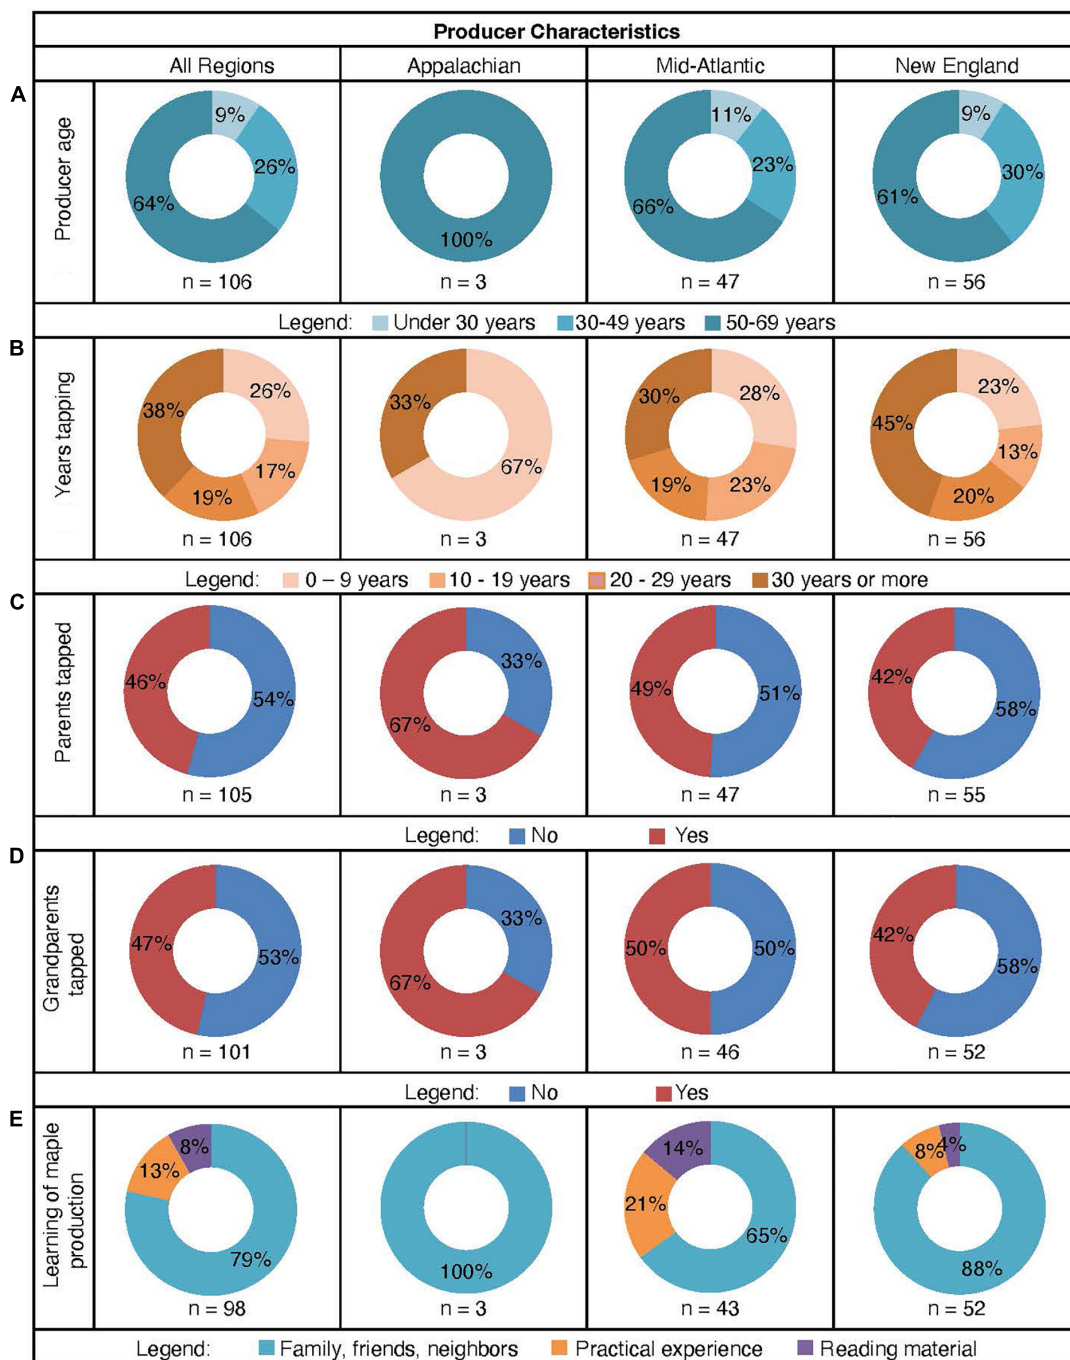 Producer Characteristics
All Regions Appalachian Mid-Atlantic New England
A
Producer age
9% 26% 64%
n = 106
100%
n = 3
11% 23% 66%
n = 47
9% 30% 61%
n = 56
Legend: Under 30 years 30-49 years 50-69 years
B
Years tapping
26% 17% 19% 38%
n = 106
33% 67%
n = 3
28% 23% 19% 30%
n = 47
23% 13% 20% 45%
n = 56
Legend: 0 – 9 years 10 - 19 years 20 - 29 years 30 years or more
C
Parents tapped
46% 54%
n = 105
33% 67%
n = 3
49% 51%
n = 47
42% 58%
n = 55
Legend: No Yes
D
Grandparents
tapped
47% 53%
n = 101
33% 67%
n = 3
50% 50%
n = 46
42% 58%
n = 52
Legend: No Yes
E
Learning of maple
production
8% 13% 79%
n = 98
100%
n = 3
14% 21% 65%
n = 43
8% 4% 88%
n = 52
Legend: Family, friends, neighbors Practical experience Reading material